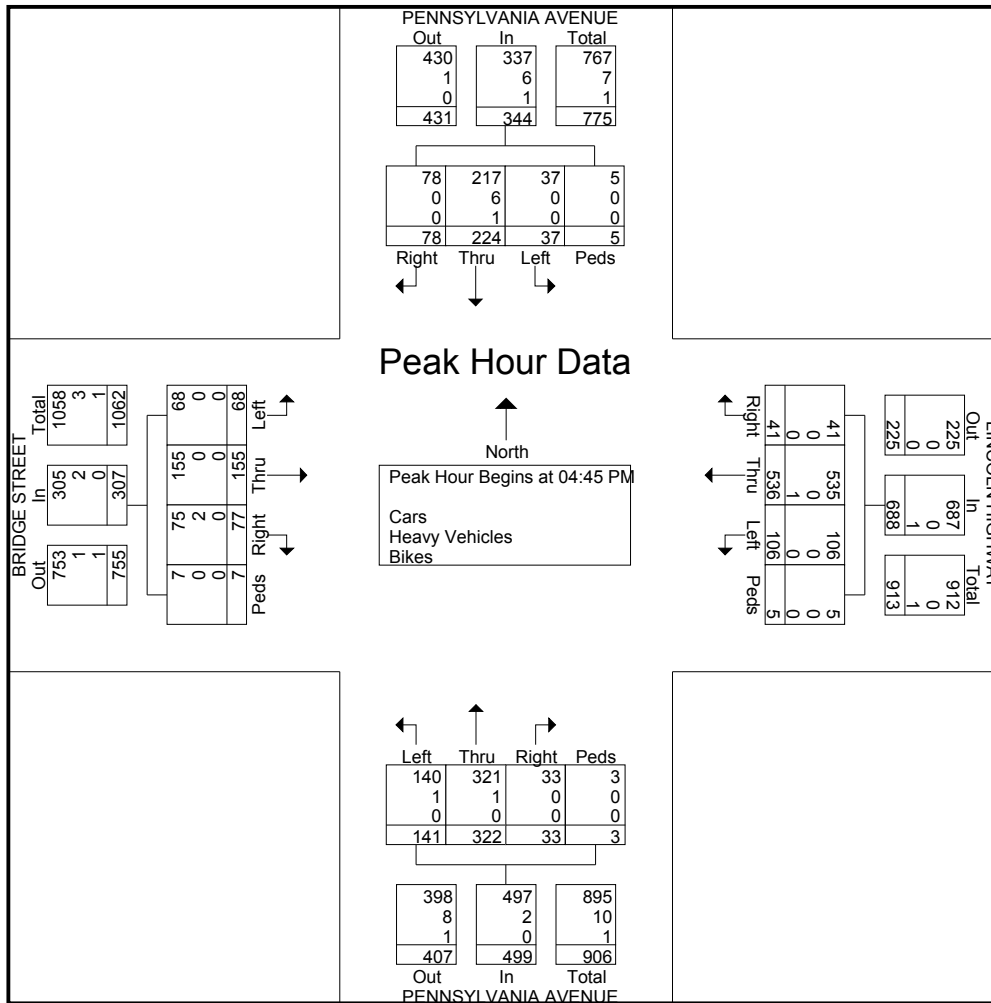 PENNSYLVANIA AVENUE
Out In Total
430 337 767
1 6 7
0 1 1
431 344 775
78 217 37 5
0 6 0 0
0 1 0 0
78 224 37 5
Right Thru Left Peds
Peak Hour Data
North
Peak Hour Begins at 04:45 PM
Cars
Heavy Vehicles
Bikes
BRIDGE STREET
Out In Total
753 305 1058
1 2 3
1 0 1
755 307 1062
7 75 155 68
0 2 0 0
0 0 0 0
7 77 155 68
Peds Right Thru Left
LINCOLN HIGHWAY
Out In Total
225 687 912
0 0 0
0 1 1
225 688 913
41 535 106 5
0 0 0 0
0 1 0 0
41 536 106 5
Right Thru Left Peds
Left Thru Right Peds
140 321 33 3
1 1 0 0
0 0 0 0
141 322 33 3
398 497 895
8 2 10
1 0 1
407 499 906
Out In Total
PENNSYLVANIA AVENUE